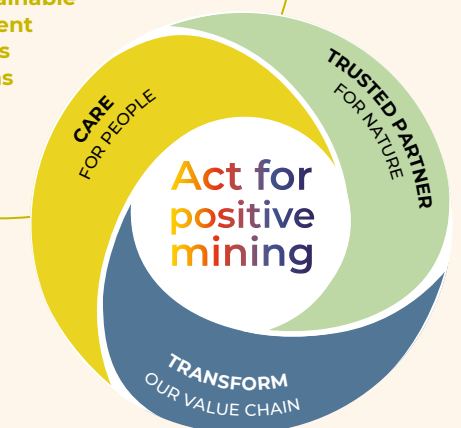 CARE
FOR PEOPLE
TRUSTED PARTNER
FOR NATURE
Act for
positive
mining
TRANSFORM
OUR VALUE CHAIN